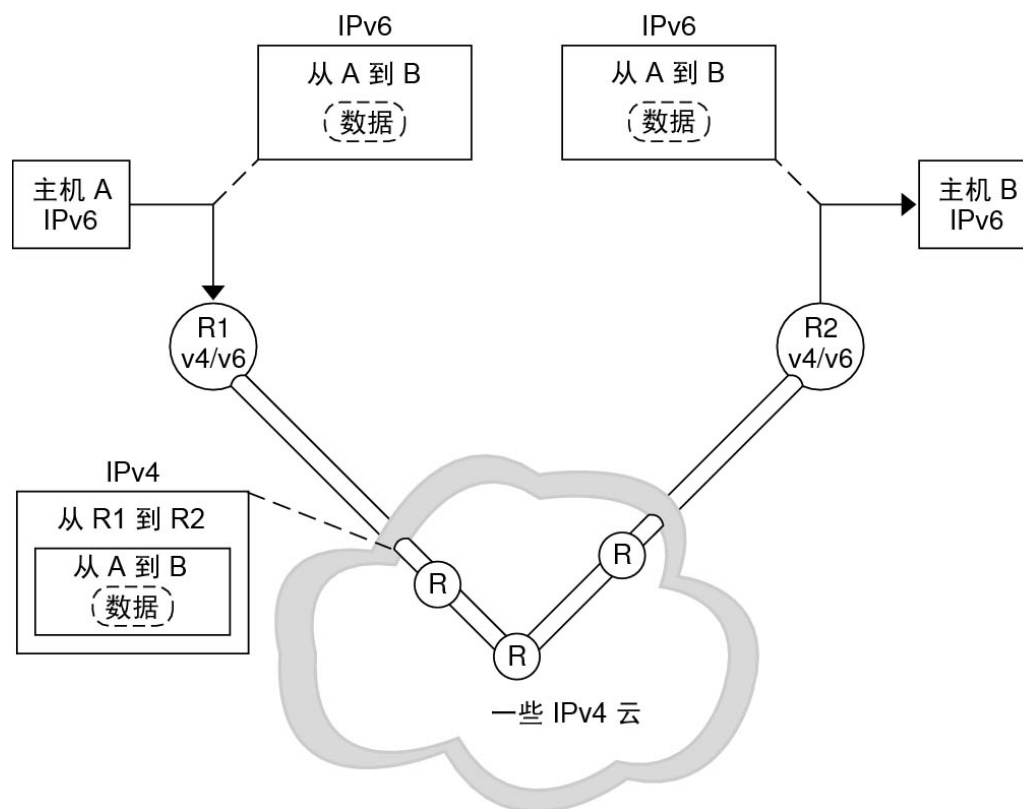 IPv6
从 A 到 B
数据
IPv6
从 A 到 B
数据
主机 A
IPv6
主机 B
IPv6
R1
v4/v6
R2
v4/v6
IPv4
从 R1 到 R2
从 A 到 B
数据
R
R
R
一些 IPv4 云